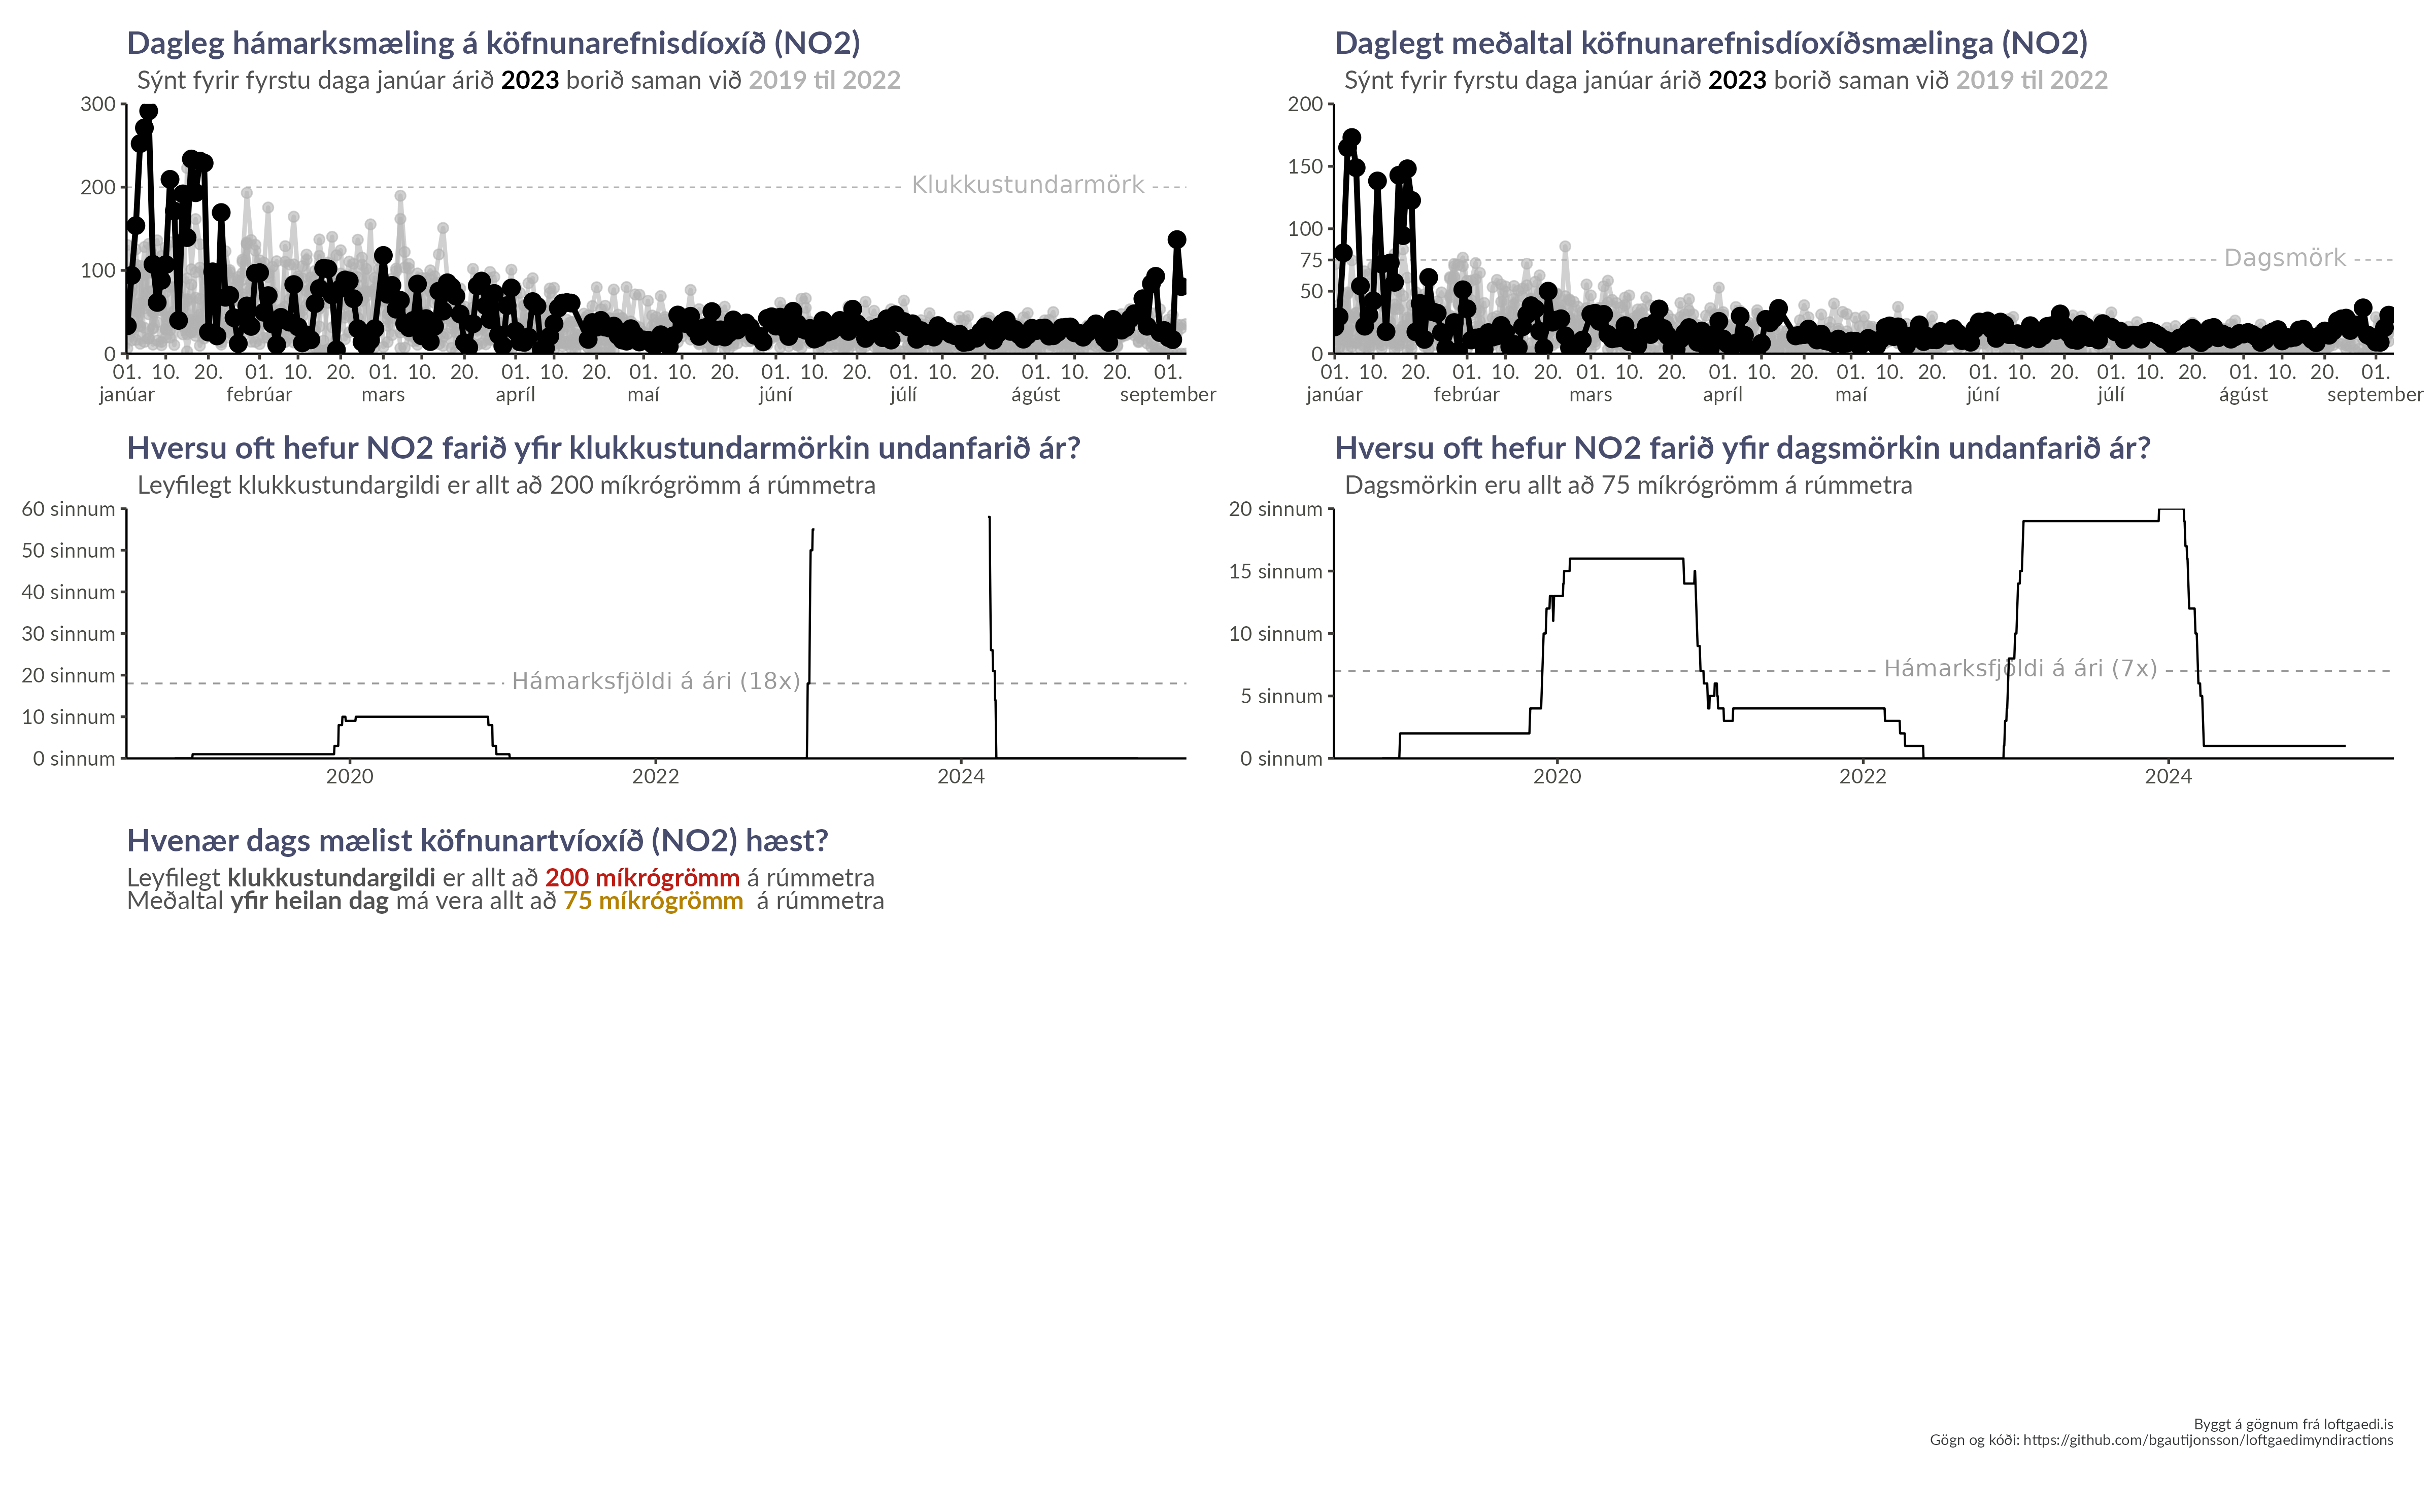 Dagleg hámarksmæling á köfnunarefnisdíoxíð (NO2)
Sýnt fyrir fyrstu daga janúar árið 2023 borið saman við 2019 til 2022
300
200
100
0
Klukkustundarmörk
01. 10. 20. 01. 10. 20. 01. 10. 20. 01. 10. 20. 01. 10. 20. 01. 10. 20. 01. 10. 20. 01. 10. 20. 01.
janúar febrúar mars apríl maí júní júlí ágúst september
Daglegt meðaltal köfnunarefnisdíoxíðsmælinga (NO2)
Sýnt fyrir fyrstu daga janúar árið 2023 borið saman við 2019 til 2022
200
150
100
75
50
0
Dagsmörk
01. 10. 20. 01. 10. 20. 01. 10. 20. 01. 10. 20. 01. 10. 20. 01. 10. 20. 01. 10. 20. 01. 10. 20. 01.
janúar febrúar mars apríl maí júní júlí ágúst september
Hversu oft hefur NO2 farið yfir klukkustundarmörkin undanfarið ár?
Leyfilegt klukkustundargildi er allt að 200 míkrógrömm á rúmmetra
60 sinnum
50 sinnum
40 sinnum
30 sinnum
20 sinnum
10 sinnum
0 sinnum
Hámarksfjöldi á ári (18x)
2020 2022 2024
Hversu oft hefur NO2 farið yfir dagsmörkin undanfarið ár?
Dagsmörkin eru allt að 75 míkrógrömm á rúmmetra
20 sinnum
15 sinnum
10 sinnum
5 sinnum
0 sinnum
Hámarksfjöldi á ári (7x)
2020 2022 2024
Hvenær dags mælist köfnunartvíoxíð (NO2) hæst?
Leyfilegt klukkustundargildi er allt að 200 míkrógrömm á rúmmetra
Meðaltal yfir heilan dag má vera allt að 75 míkrógrömm á rúmmetra
Byggt á gögnum frá loftgaedi.is
Gögn og kóði: https://github.com/bgautijonsson/loftgaedimyndiractions